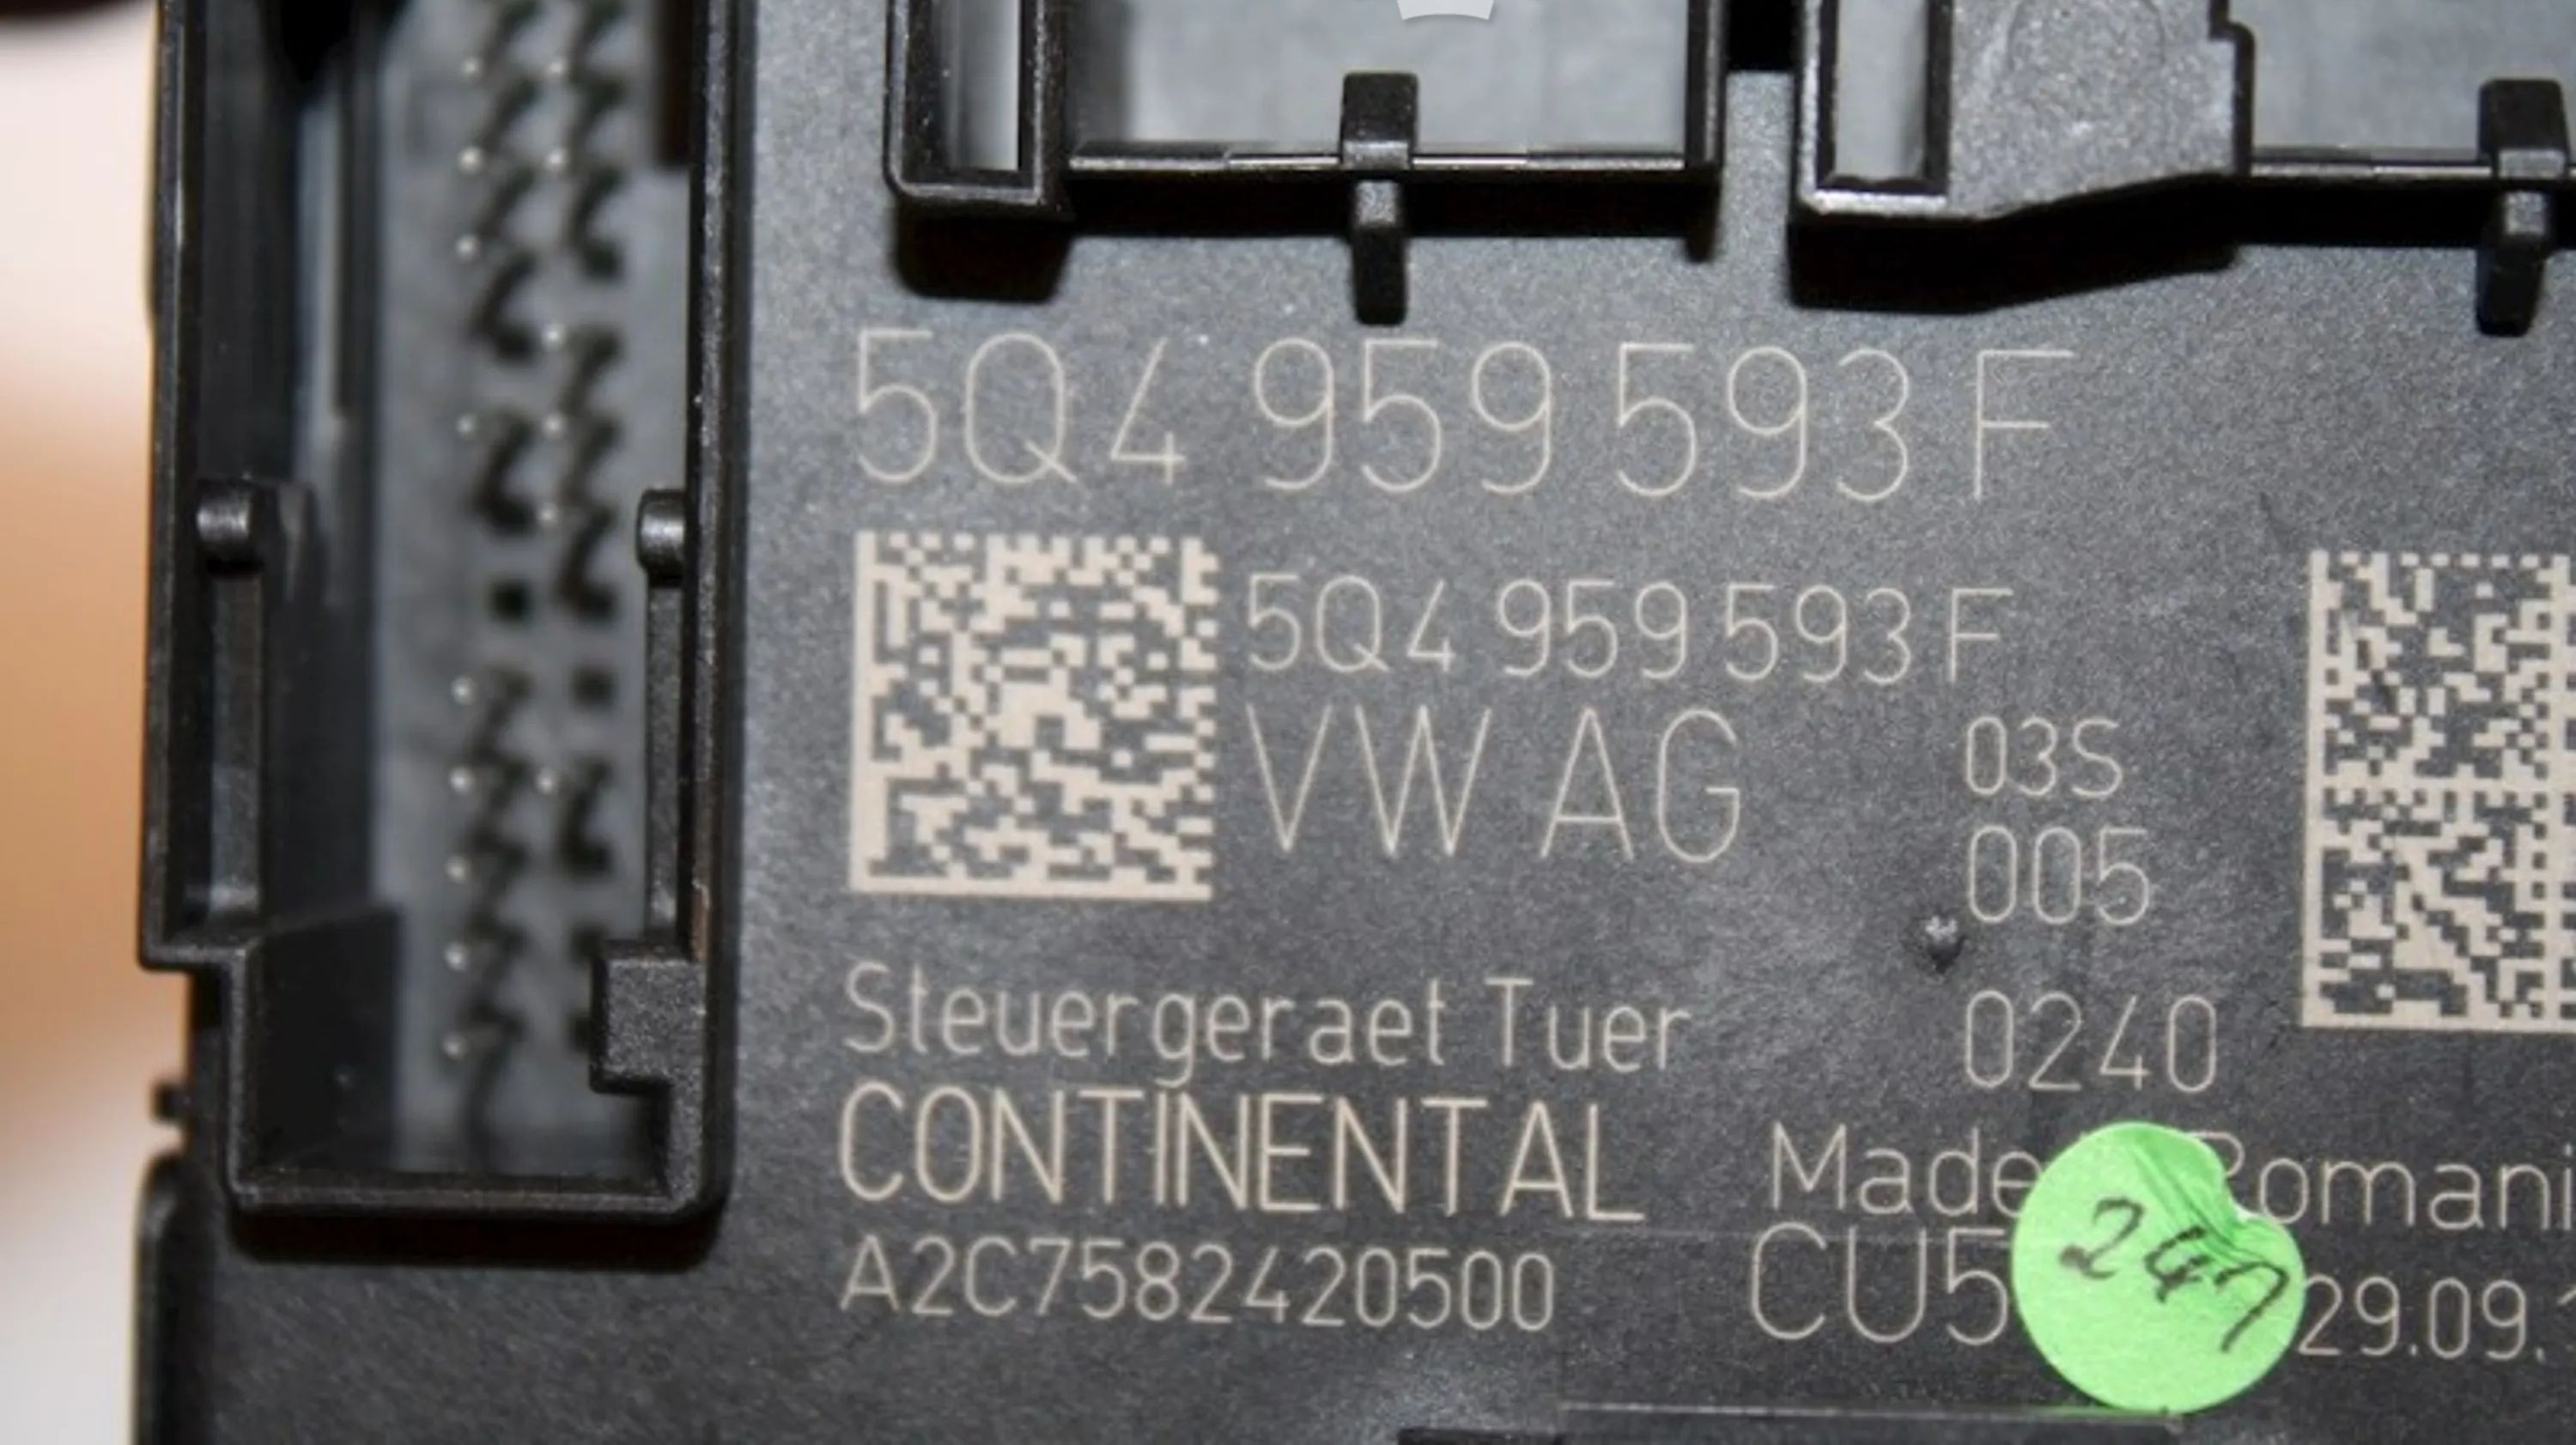 5Q4 959 593 F
5Q4 959 593 F
VW AG
03S
005
Steuergeraet Tuer
0240
CONTINENTAL
Made
A2C7582420500
CU5
247
29.09.